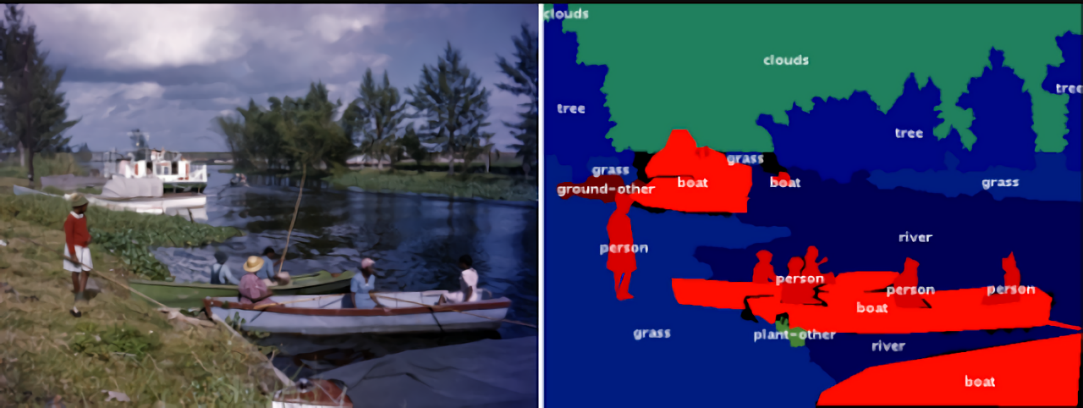 clouds
clouds
tree
tree
tree
grass
grass
ground-other
boat
boat
grass
person
river
person
person
person
boat
grass
plant-other
river
boat